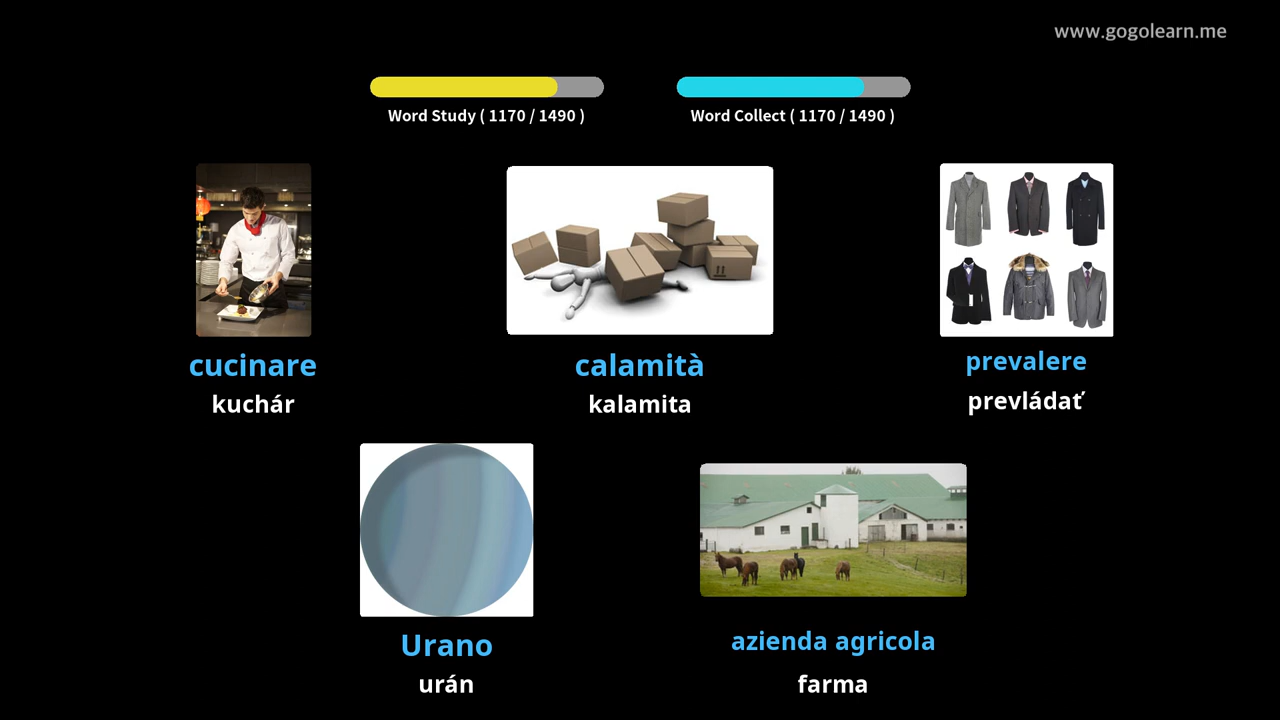 www.gogolearn.me
Word Study ( 1170 / 1490 )
Word Collect ( 1170 / 1490 )
cucinare
kuchár
calamità
kalamita
prevalere
prevládať
Urano
urán
azienda agricola
farma